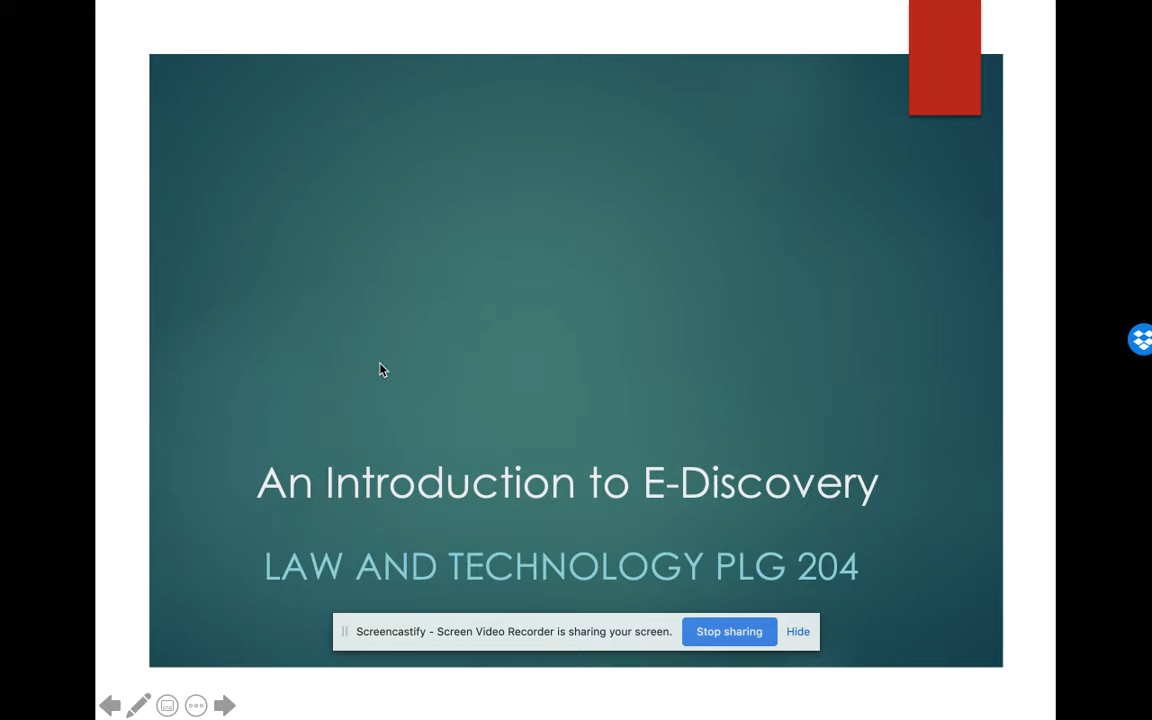 An Introduction to E-Discovery
LAW AND TECHNOLOGY PLG 204
Screencastify - Screen Video Recorder is sharing your screen. Stop sharing Hide